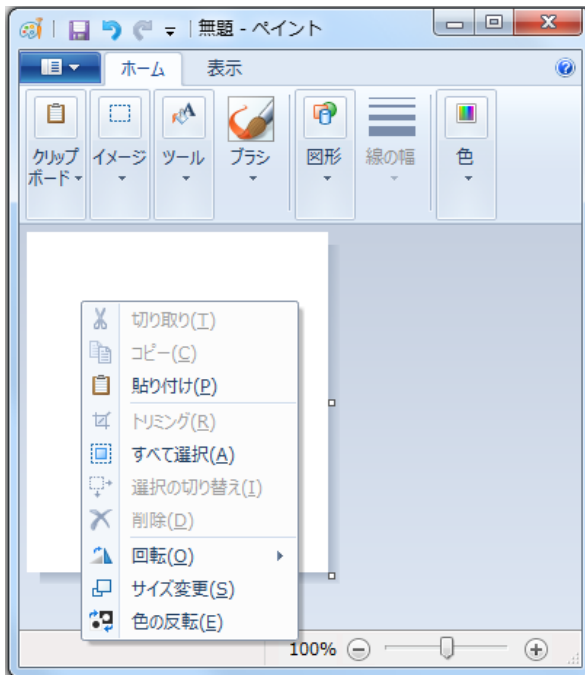 無題 - ペイント
ホーム 表示
クリップボード イメージ ツール ブラシ 図形 線の幅 色
切り取り(T)
コピー(C)
貼り付け(P)
トリミング(R)
すべて選択(A)
選択の切り替え(I)
削除(D)
回転(O)
サイズ変更(S)
色の反転(E)
100%